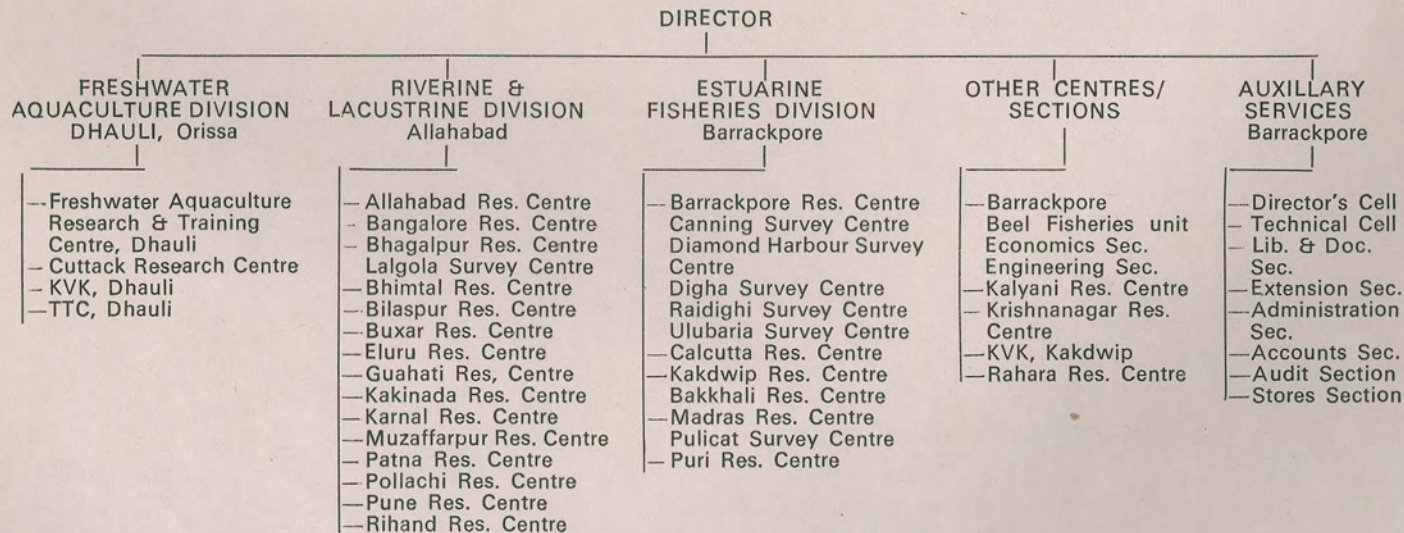 DIRECTOR
FRESHWATER
AQUACULTURE DIVISION
DHAULI, Orissa
—Freshwater Aquaculture
Research & Training
Centre, Dhauli
— Cuttack Research Centre
—KVK, Dhauli
—TTC, Dhauli
RIVERINE &
LACUSTRINE DIVISION
Allahabad
— Allahabad Res. Centre
- Bangalore Res. Centre
- Bhagalpur Res. Centre
Lalgola Survey Centre
—Bhimtal Res. Centre
—Bilaspur Res. Centre
—Buxar Res. Centre
—Eluru Res. Centre
—Guahati Res, Centre
—Kakinada Res. Centre
—Karnal Res. Centre
—Muzaffarpur Res. Centre
—Patna Res. Centre
—Pollachi Res. Centre
—Pune Res. Centre
—Rihand Res. Centre
ESTUARINE
FISHERIES DIVISION
Barrackpore
—Barrackpore Res. Centre
Canning Survey Centre
Diamond Harbour Survey
Centre
Digha Survey Centre
Raidighi Survey Centre
Ulubaria Survey Centre
—Calcutta Res. Centre
—Kakdwip Res. Centre
Bakkhali Res. Centre
—Madras Res. Centre
Pulicat Survey Centre
— Puri Res. Centre
OTHER CENTRES/
SECTIONS
—Barrackpore
Beel Fisheries unit
Economics Sec.
Engineering Sec.
—Kalyani Res. Centre
— Krishnanagar Res.
Centre
—KVK, Kakdwip
—Rahara Res. Centre
AUXILLARY
SERVICES
Barrackpore
—Director's Cell
— Technical Cell
— Lib. & Doc.
Sec.
—Extension Sec.
—Administration
Sec.
—Accounts Sec.
—Audit Section
—Stores Section